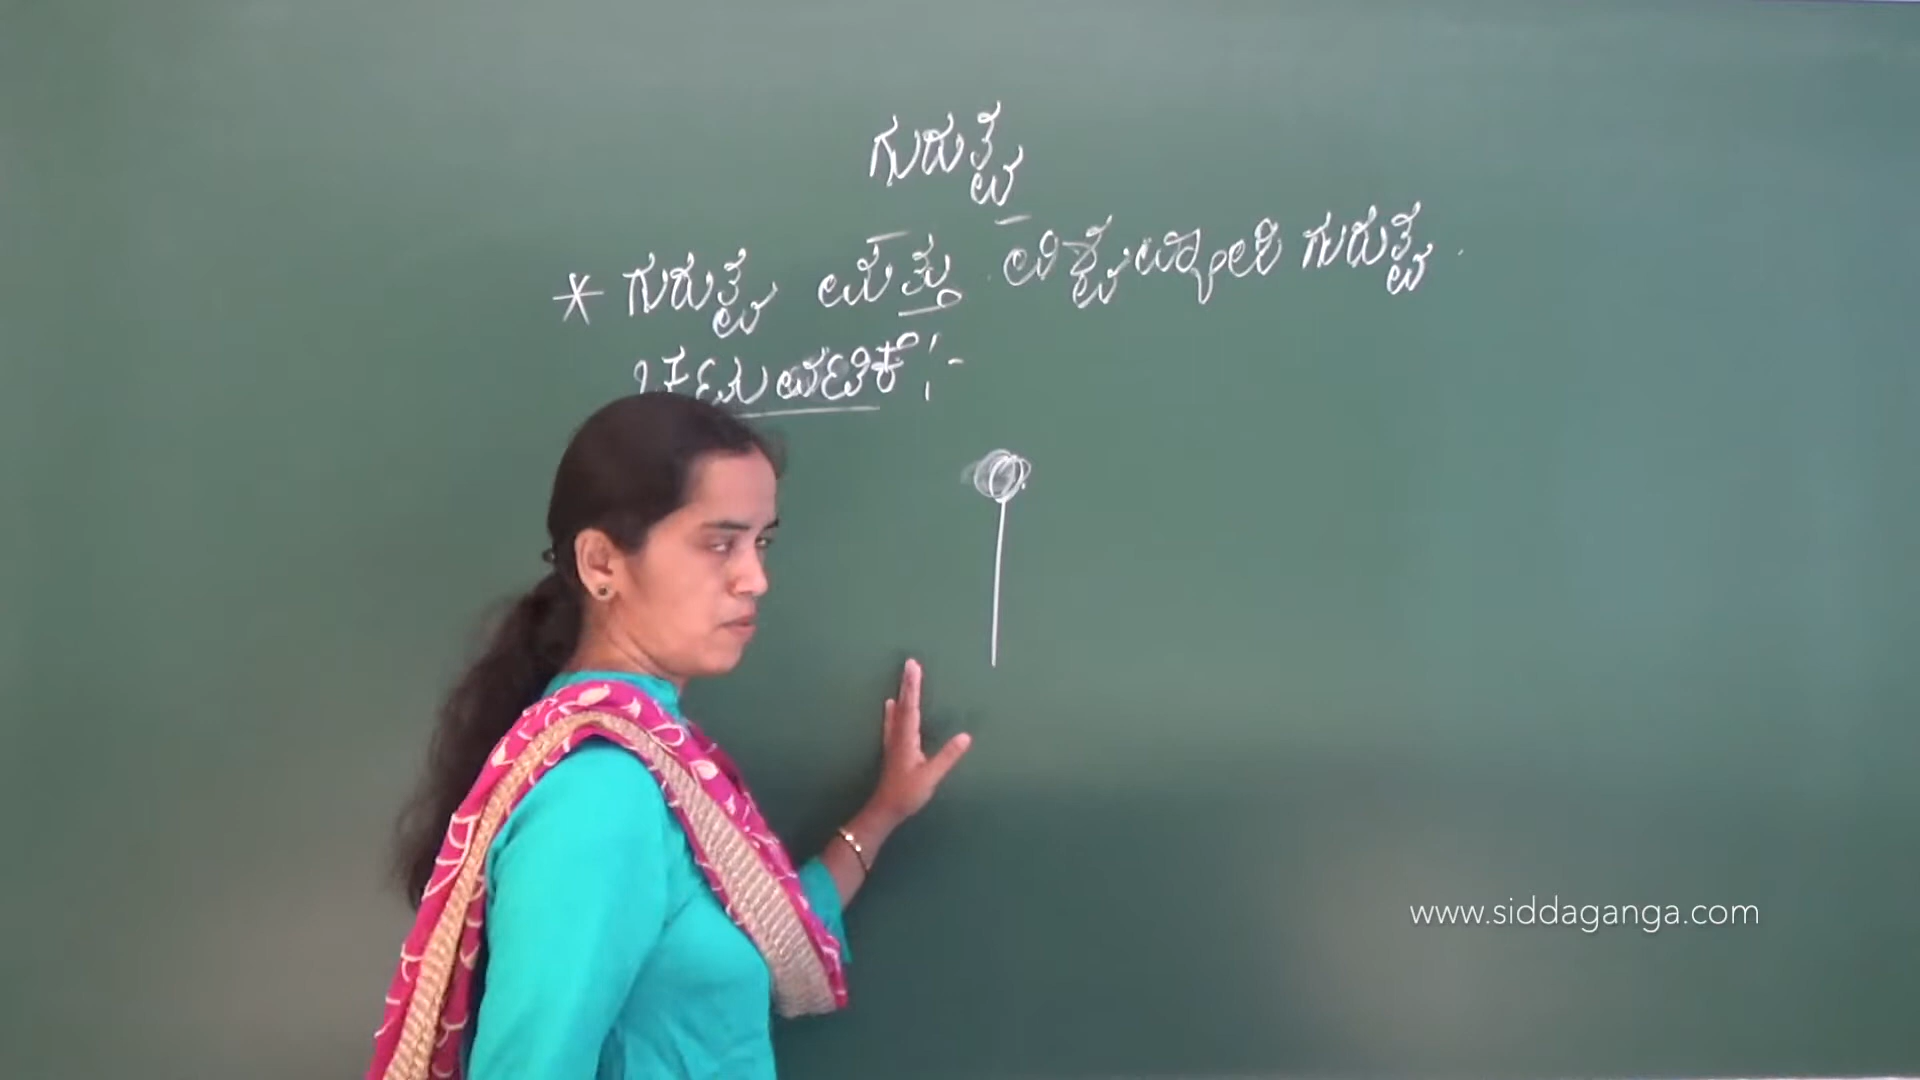 ಗುರುತ್ವ
* ಗುರುತ್ವ ಮತ್ತು ವಿಶ್ವವ್ಯಾಪಿ ಗುರುತ್ವ
www.siddaganga.com